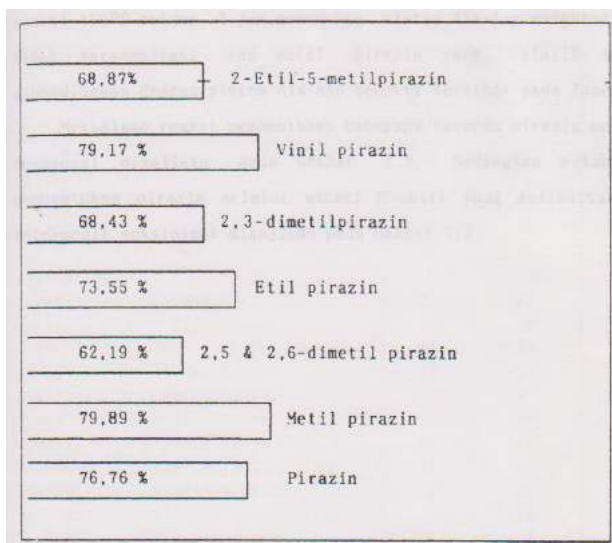 68,87% 2-Etil-5-metilpirazin
79,17 % Vinil pirazin
68,43 % 2,3-dimetilpirazin
73,55 % Etil pirazin
62,19 % 2,5 & 2,6-dimetil pirazin
79,89 % Metil pirazin
76,76 % Pirazin